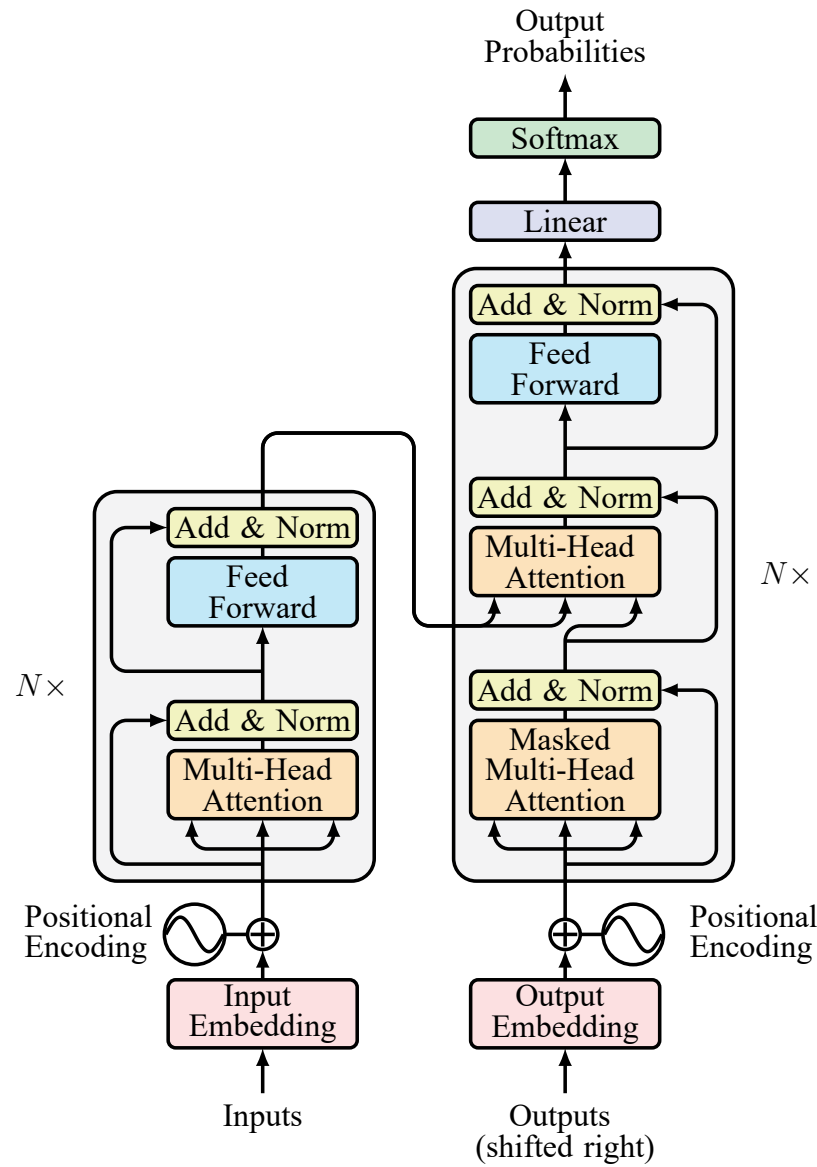 Output
Probabilities
Softmax
Linear
Add & Norm
Feed
Forward
Add & Norm
Multi-Head
Attention
N×
Add & Norm
Masked
Multi-Head
Attention
Add & Norm
Feed
Forward
N×
Add & Norm
Multi-Head
Attention
Positional
Encoding
Positional
Encoding
Input
Embedding
Output
Embedding
Inputs
Outputs
(shifted right)